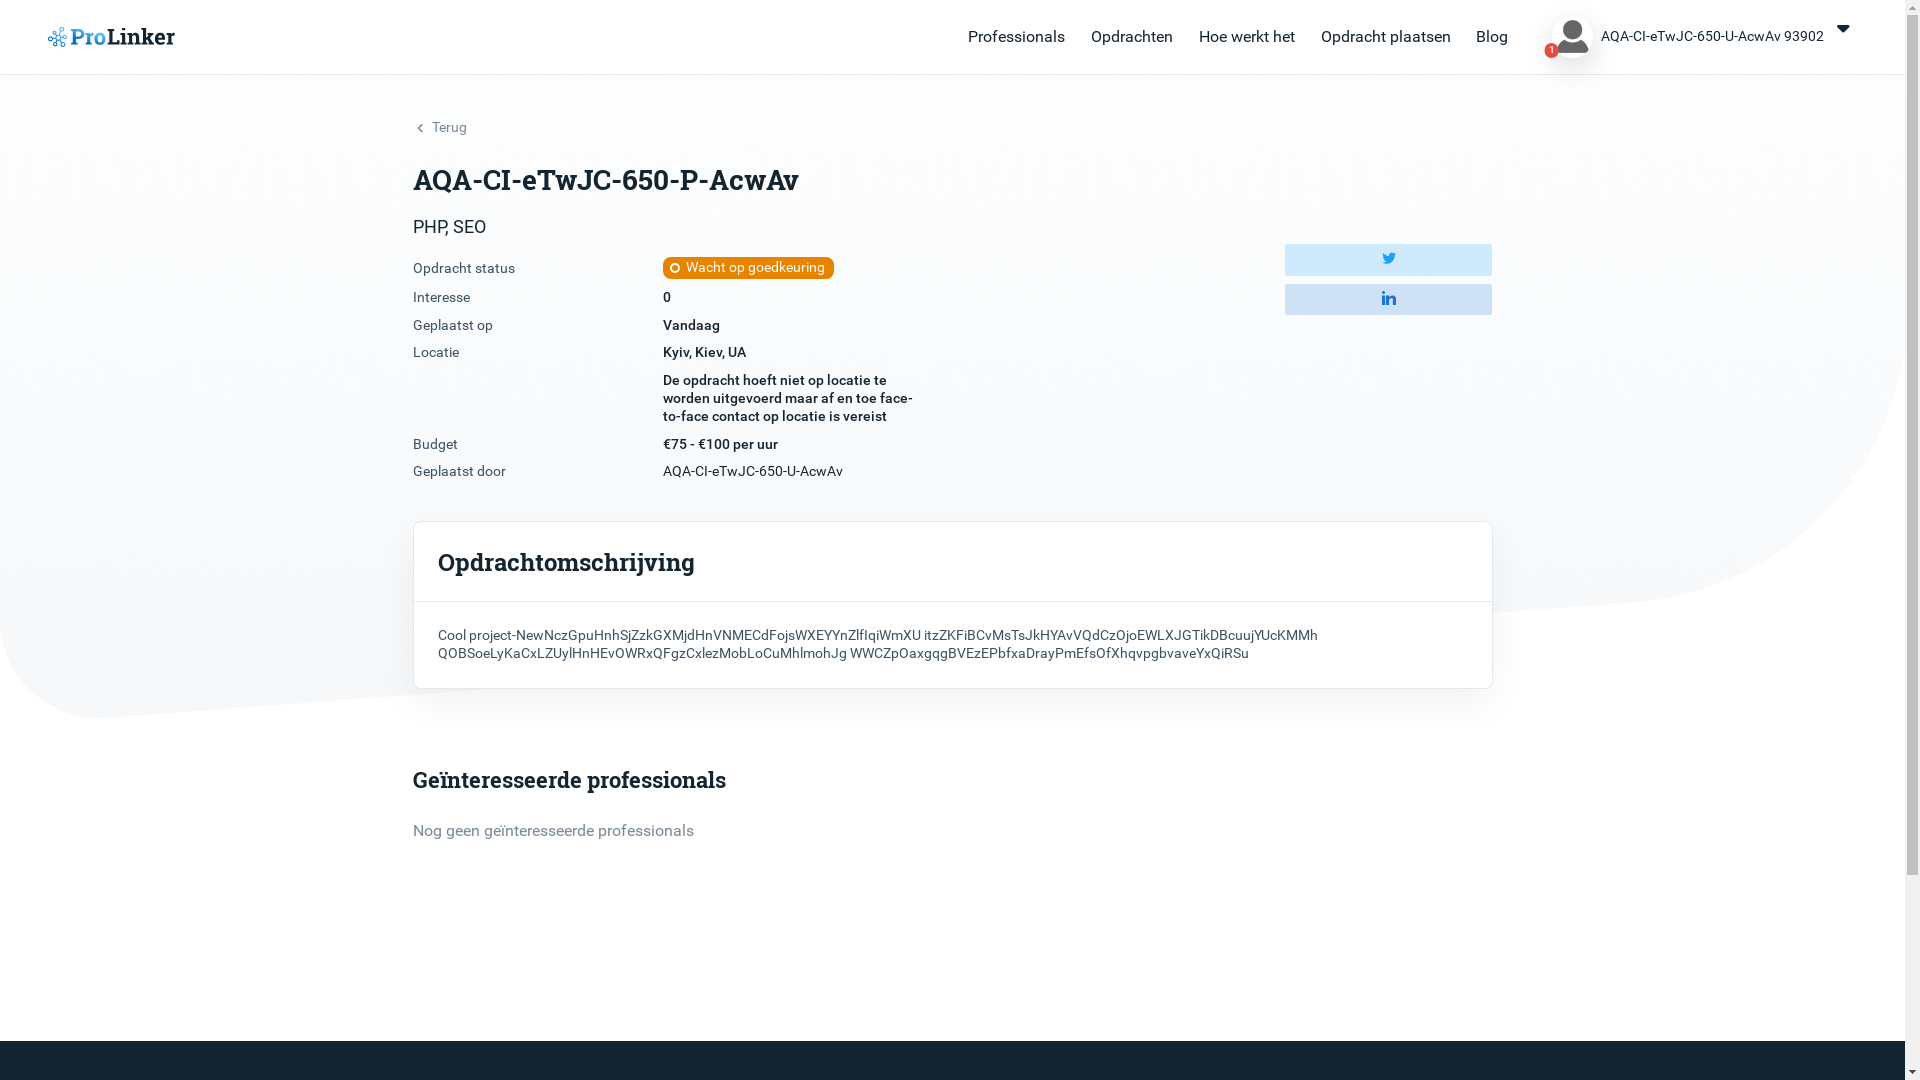 ProLinker
Professionals
Opdrachten
Hoe werkt het
Opdracht plaatsen
Blog
1
AQA-CI-eTwJC-650-U-AcwAv 93902
Terug
AQA-CI-eTwJC-650-P-AcwAv
PHP, SEO
Opdracht status
Wacht op goedkeuring
Interesse
0
Geplaatst op
Vandaag
Locatie
Kyiv, Kiev, UA
De opdracht hoeft niet op locatie te
worden uitgevoerd maar af en toe face-
to-face contact op locatie is vereist
Budget
€75 - €100 per uur
Geplaatst door
AQA-CI-eTwJC-650-U-AcwAv
Opdrachtomschrijving
Cool project-NewNczGpuHnhSjZzkGXMjdHnVNMECdFojsWXEYYnZlfIqiWmXU itzZKFiBCvMsTsJkHYAvVQdCzOjoEWLXJGTikDBcuujYUcKMMh
QOBSoeLyKaCxLZUylHnHEvOWRxQFgzCxlezMobLoCuMhlmohJg WWCZpOaxgqgBVEzEPbfxaDrayPmEfsOfXhqvpgbvaveYxQiRSu
Geïnteresseerde professionals
Nog geen geïnteresseerde professionals